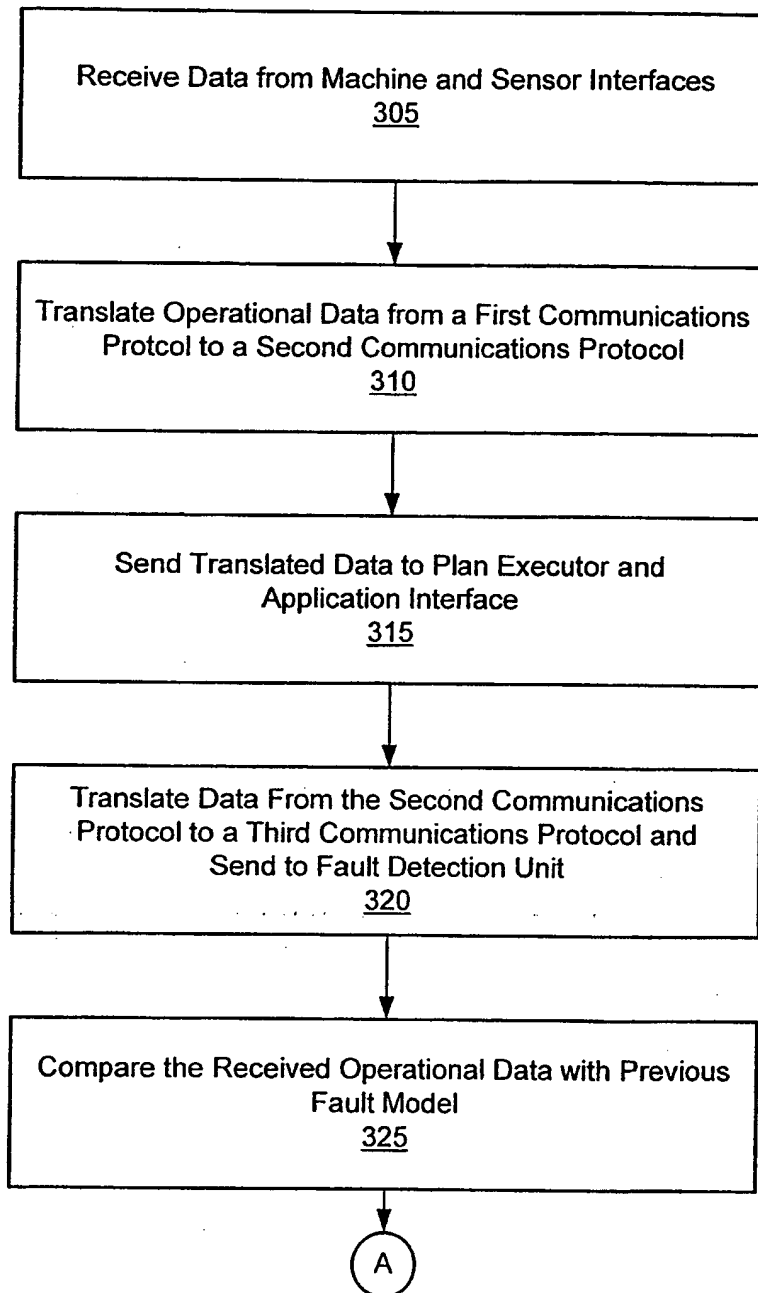 Receive Data from Machine and Sensor Interfaces
305
Translate Operational Data from a First Communications
Protcol to a Second Communications Protocol
310
Send Translated Data to Plan Executor and
Application Interface
315
Translate Data From the Second Communications
Protocol to a Third Communications Protocol and
Send to Fault Detection Unit
320
Compare the Received Operational Data with Previous
Fault Model
325
A